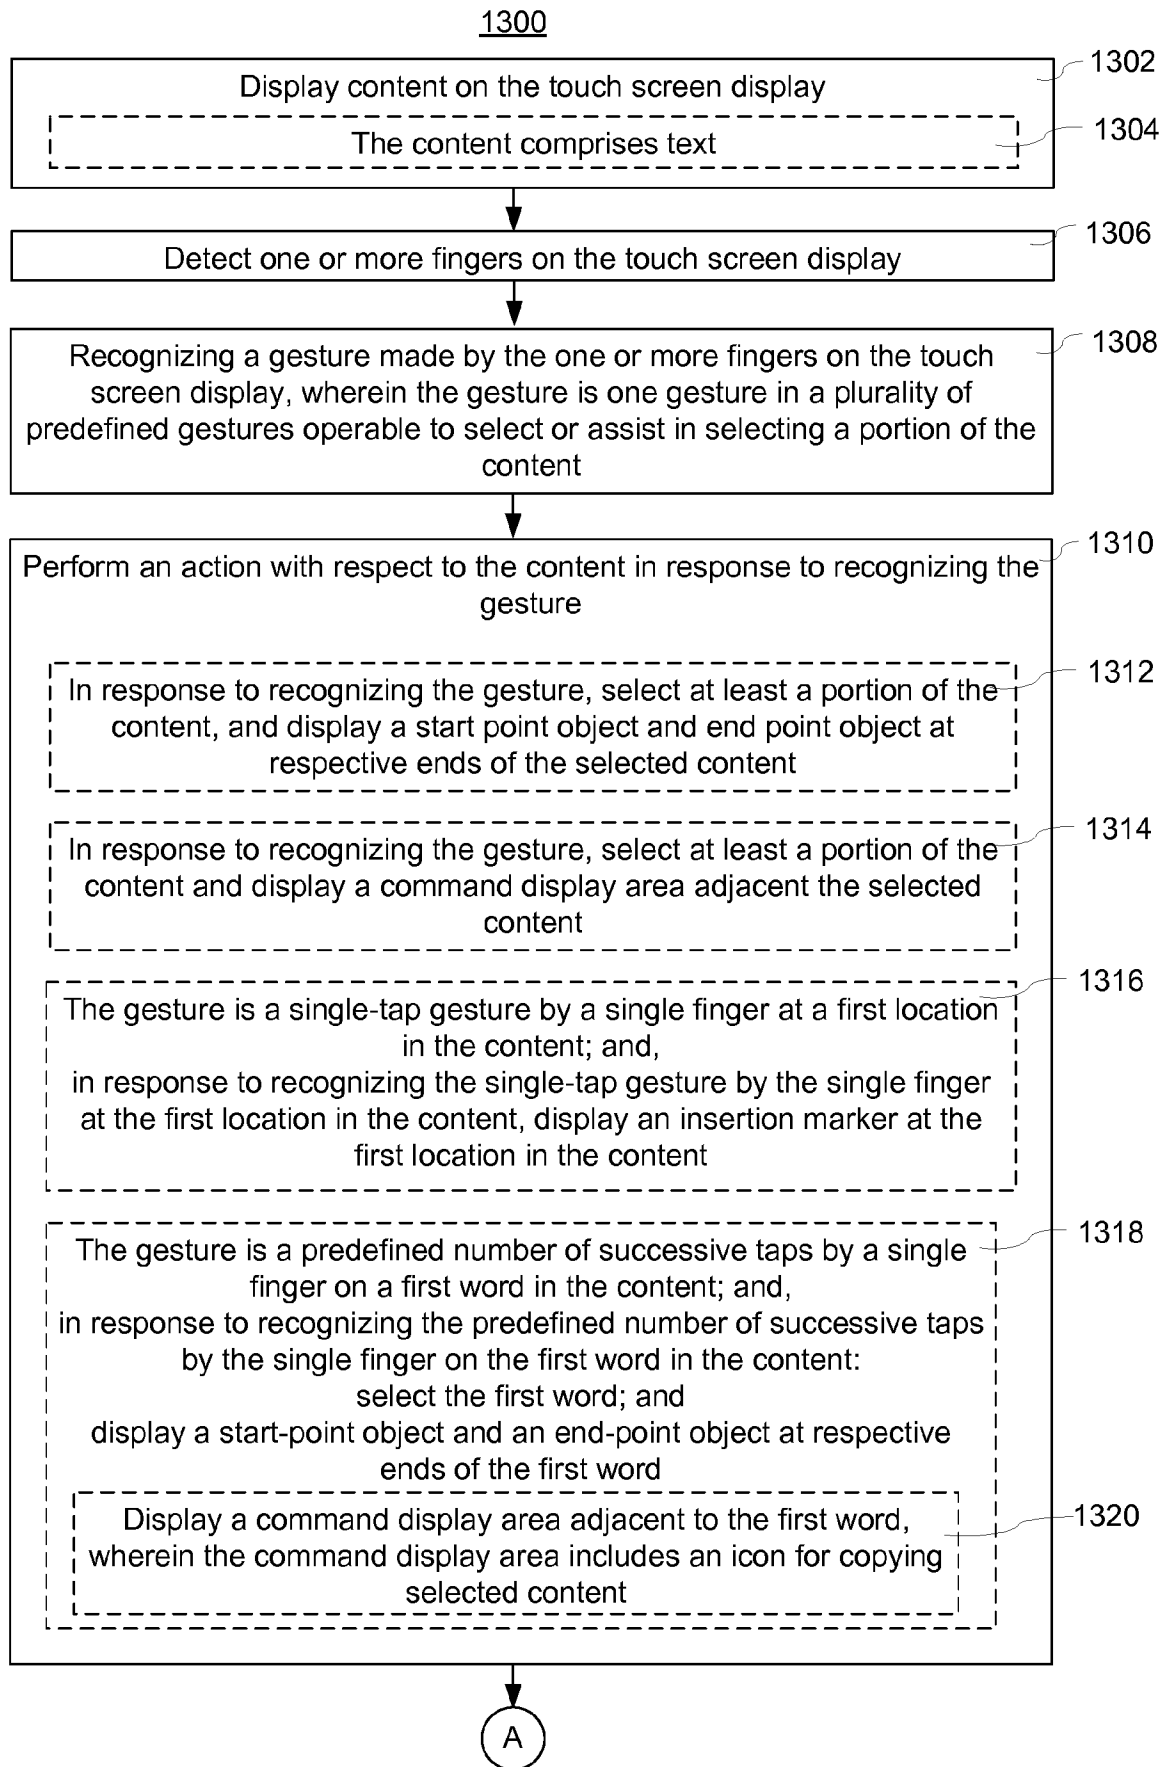 1300
1302
Display content on the touch screen display
1304
The content comprises text
1306
Detect one or more fingers on the touch screen display
1308
Recognizing a gesture made by the one or more fingers on the touch
screen display, wherein the gesture is one gesture in a plurality of
predefined gestures operable to select or assist in selecting a portion of the
content
1310
Perform an action with respect to the content in response to recognizing the
gesture
1312
In response to recognizing the gesture, select at least a portion of the
content, and display a start point object and end point object at
respective ends of the selected content
1314
In response to recognizing the gesture, select at least a portion of the
content and display a command display area adjacent the selected
content
1316
The gesture is a single-tap gesture by a single finger at a first location
in the content; and,
in response to recognizing the single-tap gesture by the single finger
at the first location in the content, display an insertion marker at the
first location in the content
1318
The gesture is a predefined number of successive taps by a single
finger on a first word in the content; and,
in response to recognizing the predefined number of successive taps
by the single finger on the first word in the content:
select the first word; and
display a start-point object and an end-point object at respective
ends of the first word
1320
Display a command display area adjacent to the first word,
wherein the command display area includes an icon for copying
selected content
A